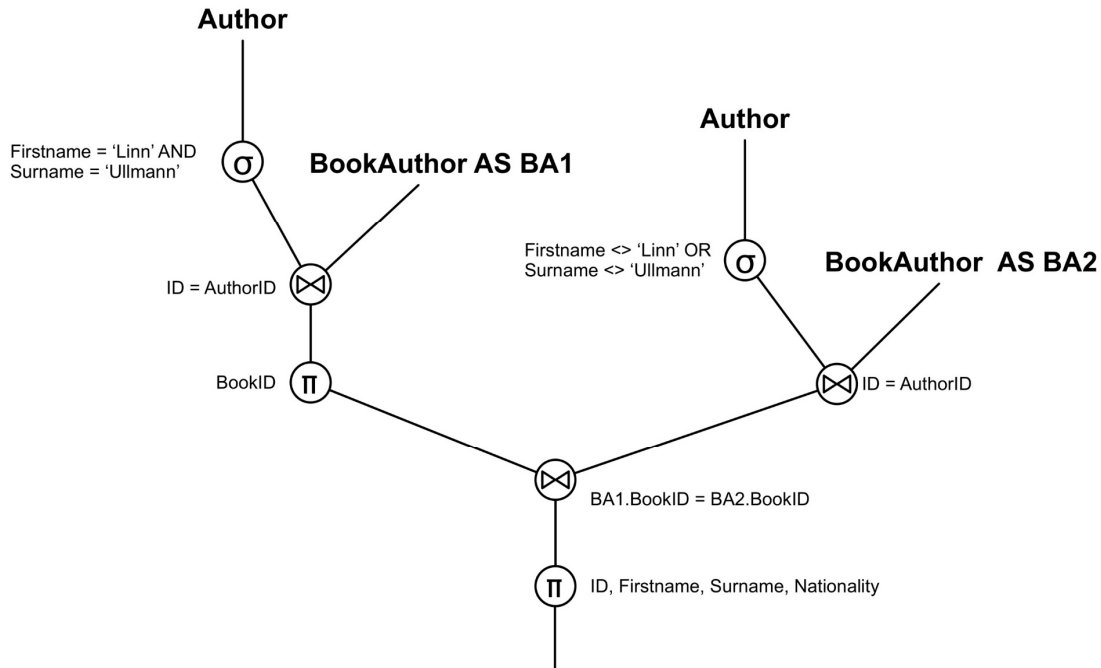 Author
Firstname = ‘Linn’ AND
Surname = ‘Ullmann’
σ
BookAuthor AS BA1
ID = AuthorID
⋈
BookID
π
Author
Firstname <> ‘Linn’ OR
Surname <> ‘Ullmann’
σ
BookAuthor  AS BA2
⋈
ID = AuthorID
⋈
BA1.BookID = BA2.BookID
π
ID, Firstname, Surname, Nationality